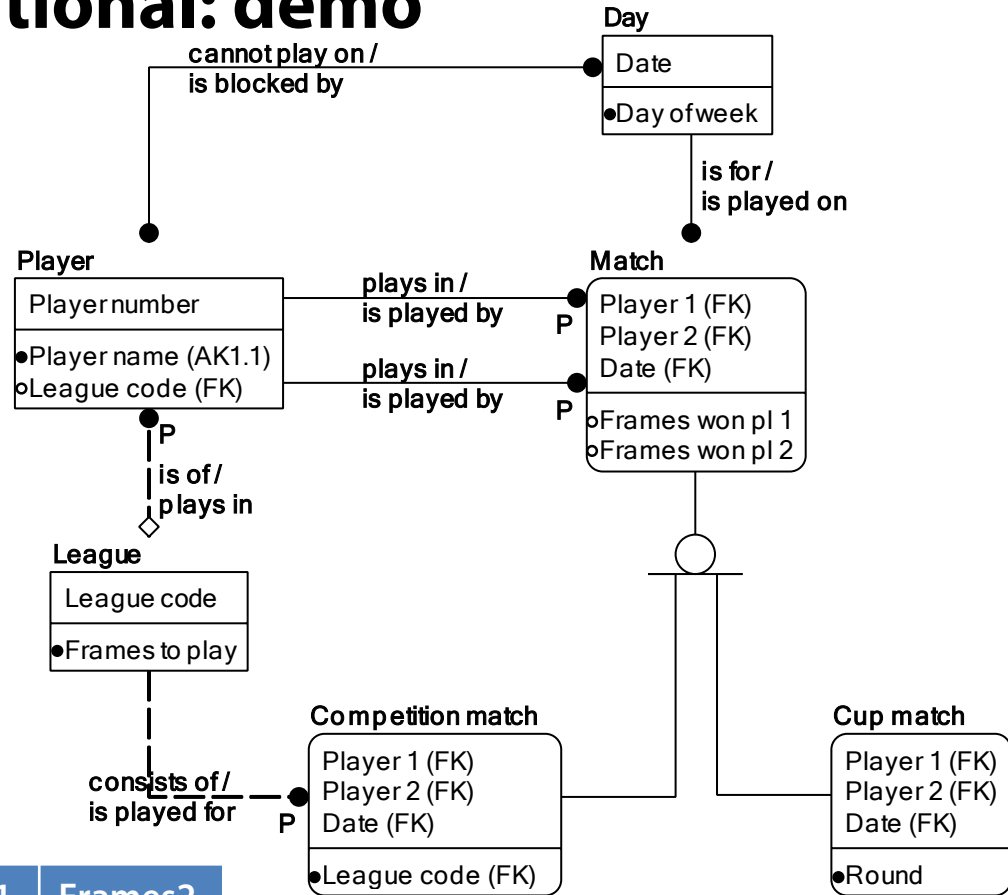 tional: demo
cannot play on /
is blocked by
Day
Date
Day of week
is for /
is played on
Player
Player number
Player name (AK1.1)
League code (FK)
plays in /
is played by
P
plays in /
is played by
P
Match
Player 1 (FK)
Player 2 (FK)
Date (FK)
Frames won pl 1
Frames won pl 2
P
is of /
plays in
League
League code
Frames to play
consists of /
is played for
P
Competition match
Player 1 (FK)
Player 2 (FK)
Date (FK)
League code (FK)
Cup match
Player 1 (FK)
Player 2 (FK)
Date (FK)
Round
1
Frames2